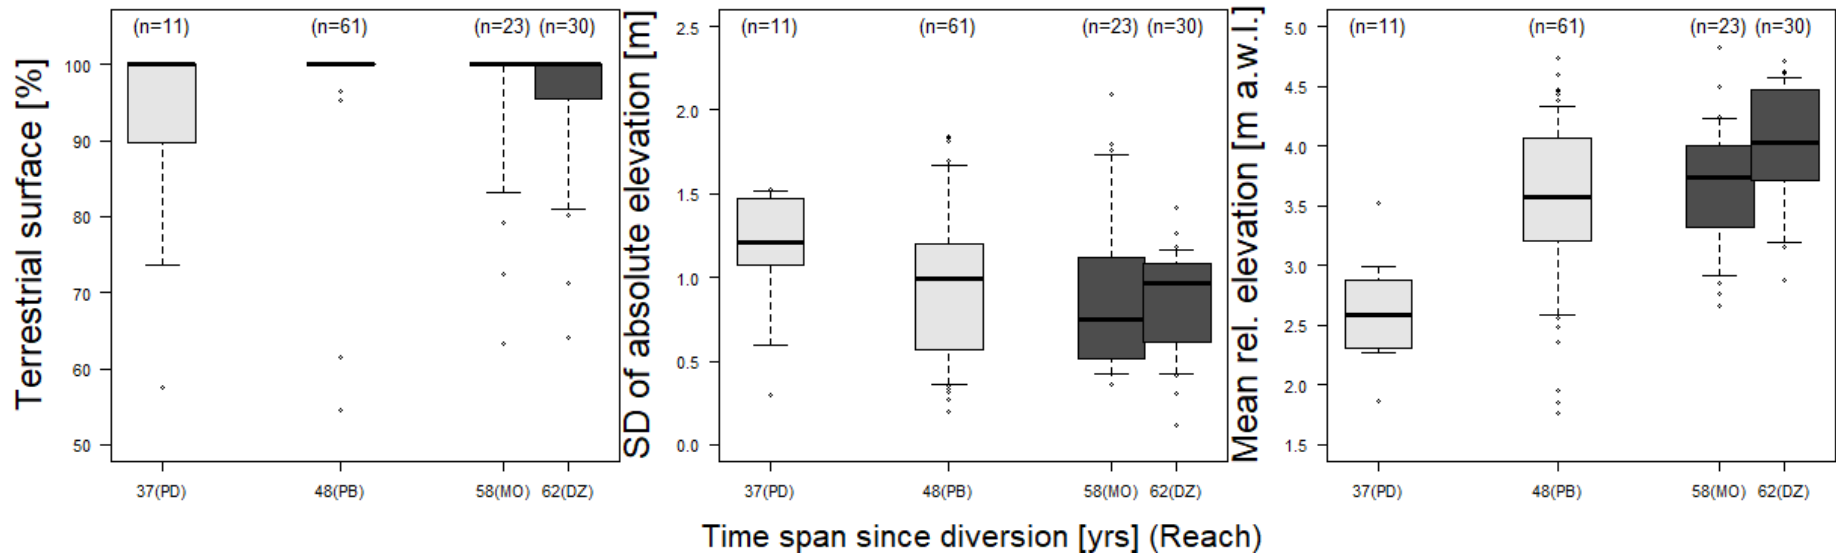 Terrestrial surface [%]
(n=11) (n=61) (n=23) (n=30)
100
90
80
70
60
50
37(PD) 48(PB) 58(MO) 62(DZ)
SD of absolute elevation [m]
(n=11) (n=61) (n=23) (n=30)
2.5
2.0
1.5
1.0
0.5
0.0
37(PD) 48(PB) 58(MO) 62(DZ)
Mean rel. elevation [m a.w.l.]
(n=11) (n=61) (n=23) (n=30)
5.0
4.5
4.0
3.5
3.0
2.5
2.0
1.5
37(PD) 48(PB) 58(MO) 62(DZ)
Time span since diversion [yrs] (Reach)